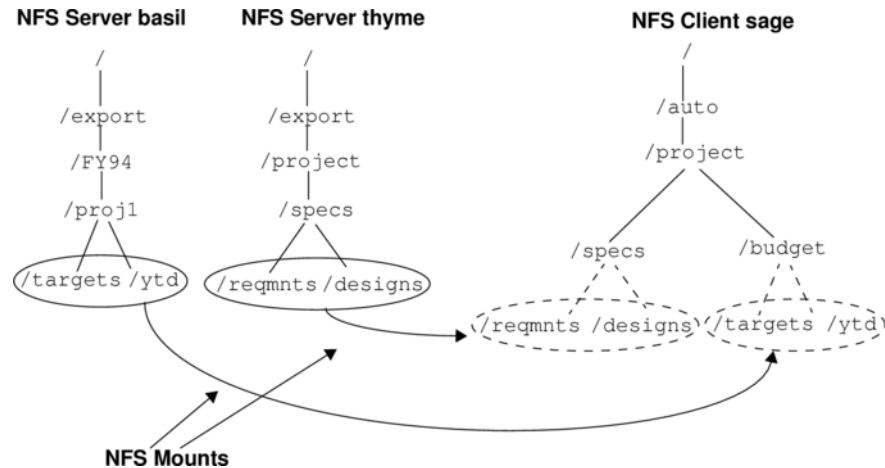 NFS Server basil NFS Server thyme NFS Client sage
/ / /
/export /export /auto
/FY94 /project /project
/proj1 /specs
/specs /budget
/targets /ytd /reqmnts /designs
/reqmnts /designs /targets /ytd
NFS Mounts